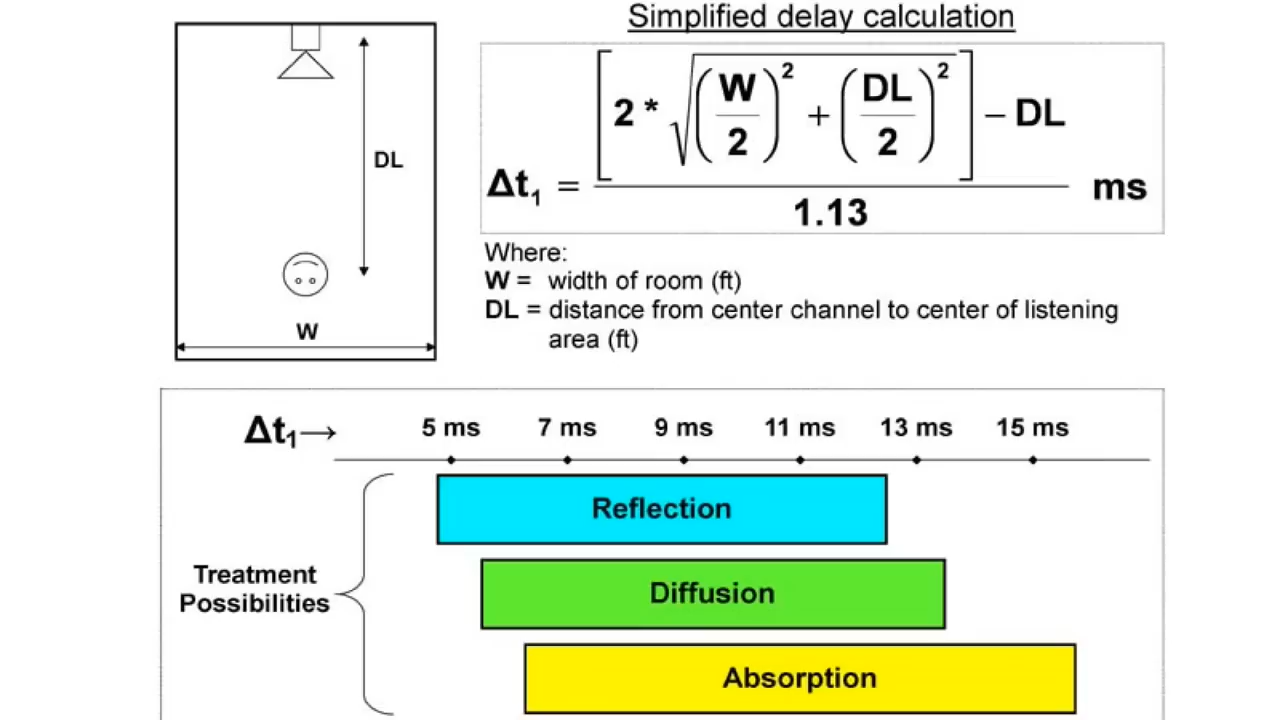 Simplified delay calculation
DL
W
Δt₁ = [2 * √((W/2)² + (DL/2)²)] – DL / 1.13 ms
Where:
W = width of room (ft)
DL = distance from center channel to center of listening
area (ft)
Δt₁→ 5 ms 7 ms 9 ms 11 ms 13 ms 15 ms
Treatment
Possibilities
Reflection
Diffusion
Absorption